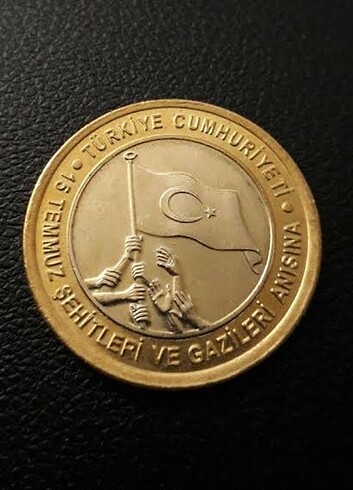 TÜRKİYE CUMHURİYETİ
15 TEMMUZ ŞEHİTLERİ VE GAZİLERİ ANISINA